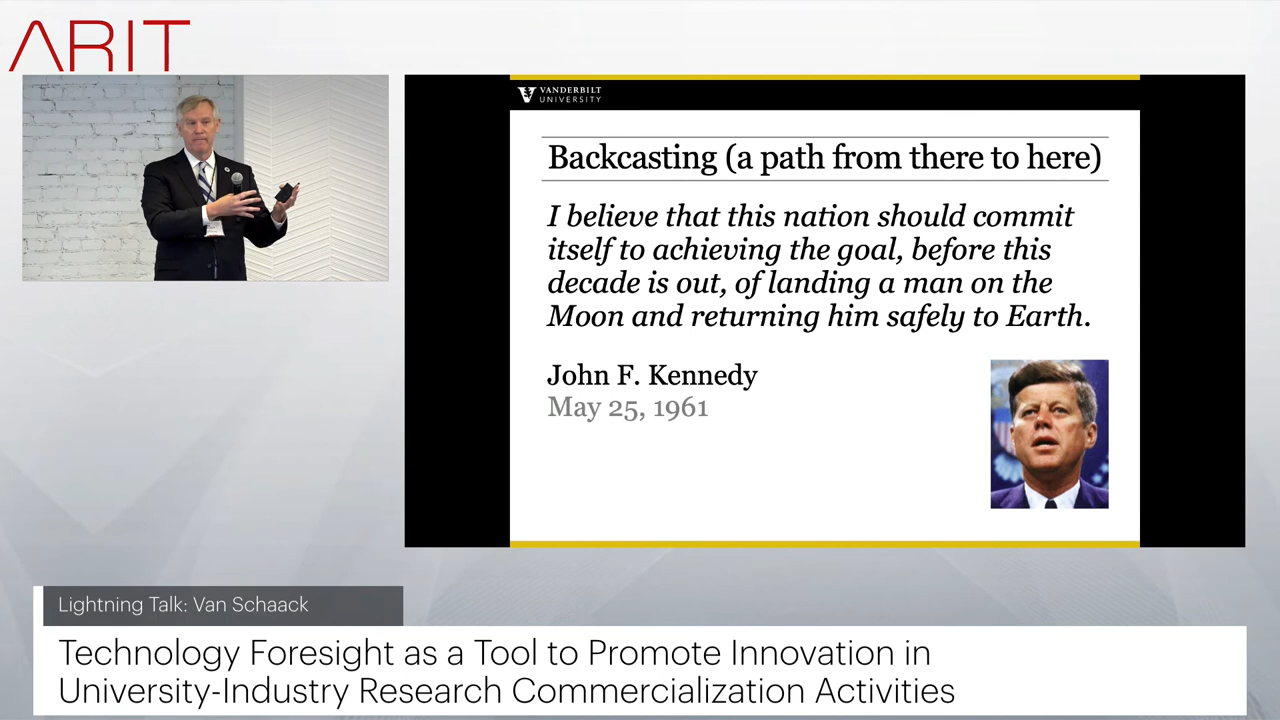 ARIT
VANDERBILT
UNIVERSITY
Backcasting (a path from there to here)
I believe that this nation should commit
itself to achieving the goal, before this
decade is out, of landing a man on the
Moon and returning him safely to Earth.
John F. Kennedy
May 25, 1961
Lightning Talk: Van Schaack
Technology Foresight as a Tool to Promote Innovation in
University-Industry Research Commercialization Activities